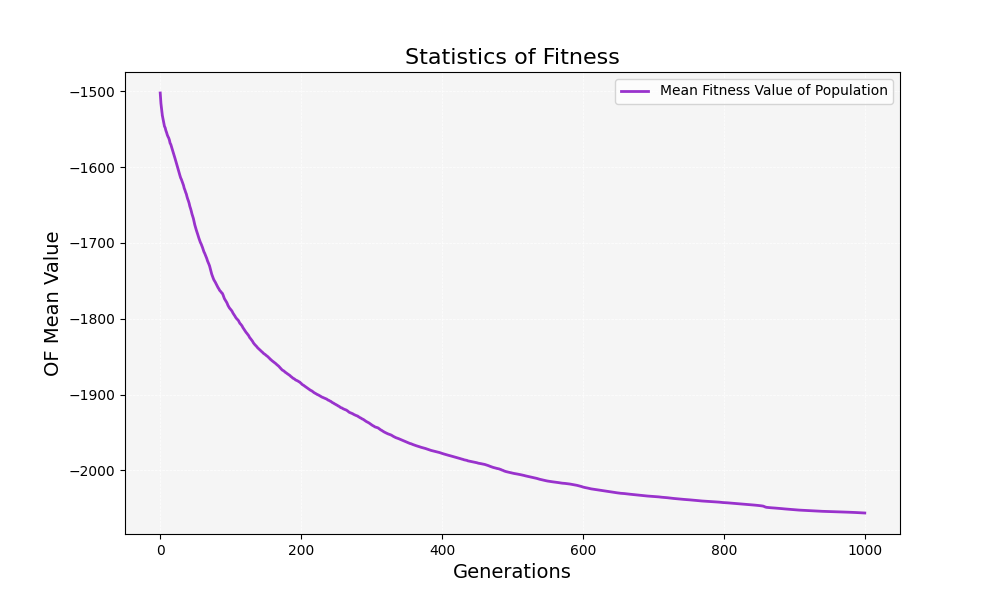 Statistics of Fitness
Mean Fitness Value of Population
OF Mean Value
−1500
−1600
−1700
−1800
−1900
−2000
0 200 400 600 800 1000
Generations